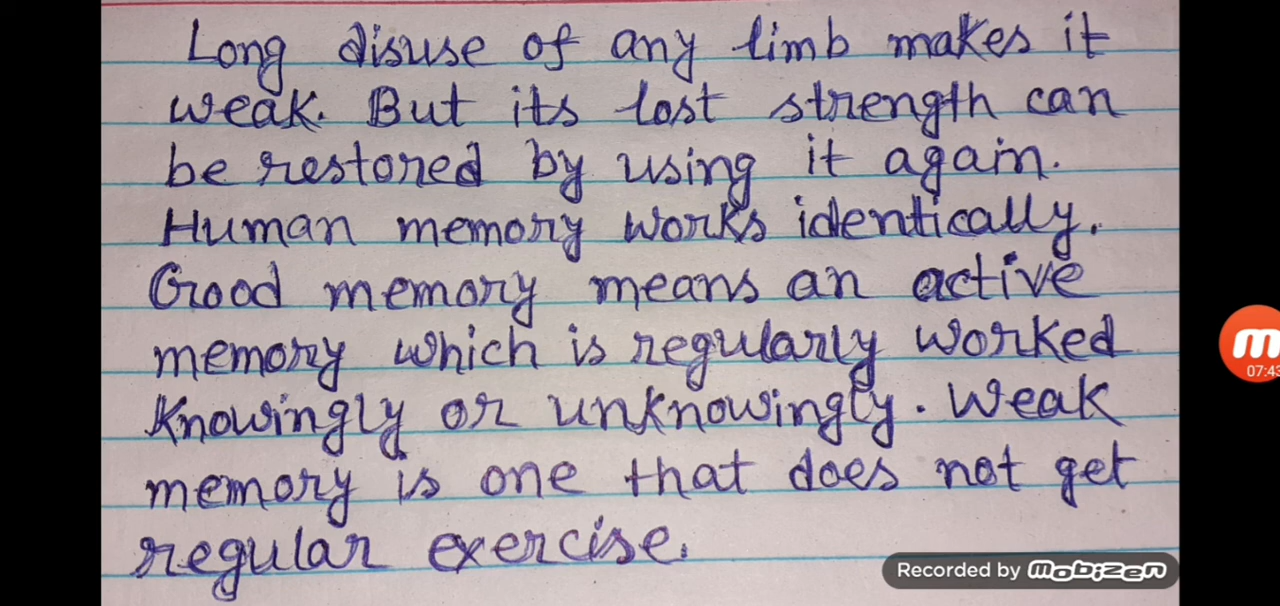 Long disuse of any limb makes it
weak. But its lost strength can
be restored by using it again.
Human memory works identically.
Good memory means an active
memory which is regularly worked
knowingly or unknowingly. Weak
memory is one that does not get
regular exercise.
m
07:43
Recorded by mobizen